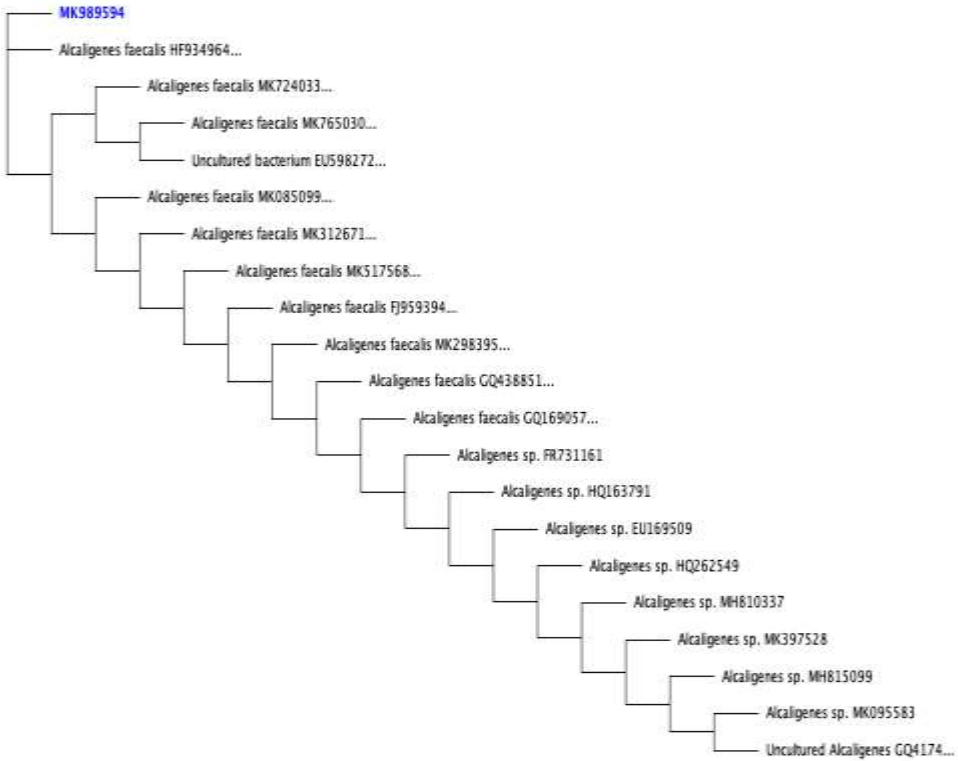 MK989594
Alcaligenes faecalis HF934964...
Alcaligenes faecalis MK724033...
Alcaligenes faecalis MK765030...
Uncultured bacterium EU598272...
Alcaligenes faecalis MK085099...
Alcaligenes faecalis MK312671...
Alcaligenes faecalis MK517568...
Alcaligenes faecalis FJ959394...
Alcaligenes faecalis MK298395...
Alcaligenes faecalis GQ438851...
Alcaligenes faecalis GQ169057...
Alcaligenes sp. FR731161
Alcaligenes sp. HQ163791
Alcaligenes sp. EU169509
Alcaligenes sp. HQ262549
Alcaligenes sp. MH810337
Alcaligenes sp. MK397528
Alcaligenes sp. MH815099
Alcaligenes sp. MK095583
Uncultured Alcaligenes GQ4174...